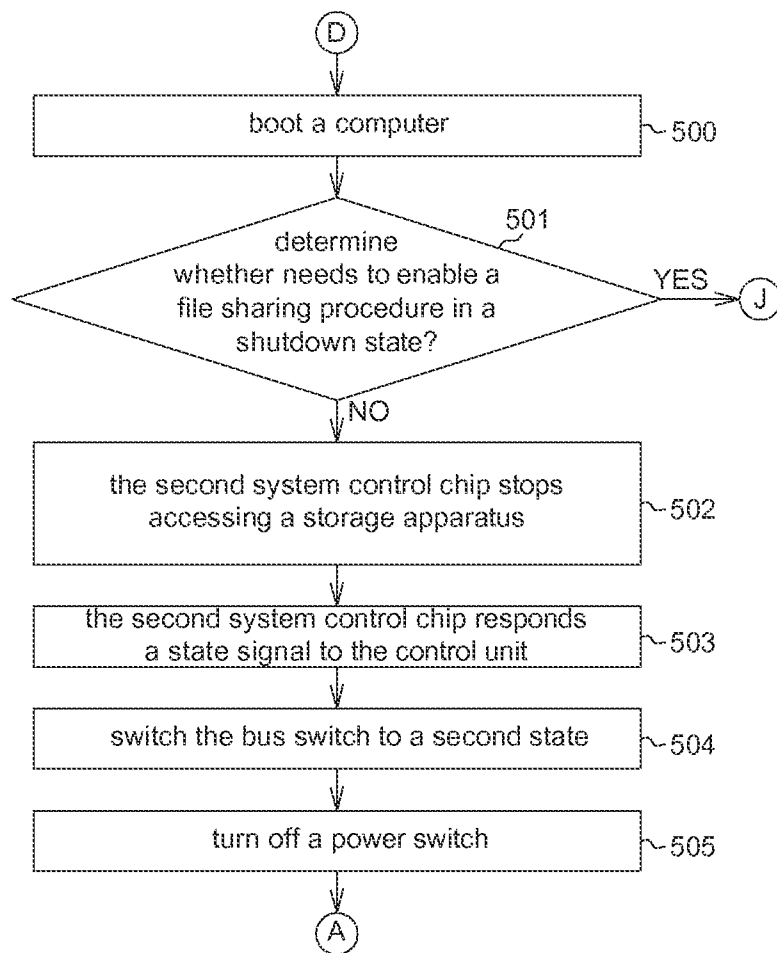 D
boot a computer
500
501
determine
whether needs to enable a
file sharing procedure in a
shutdown state?
YES
J
NO
the second system control chip stops
accessing a storage apparatus
502
the second system control chip responds
a state signal to the control unit
503
switch the bus switch to a second state
504
turn off a power switch
505
A